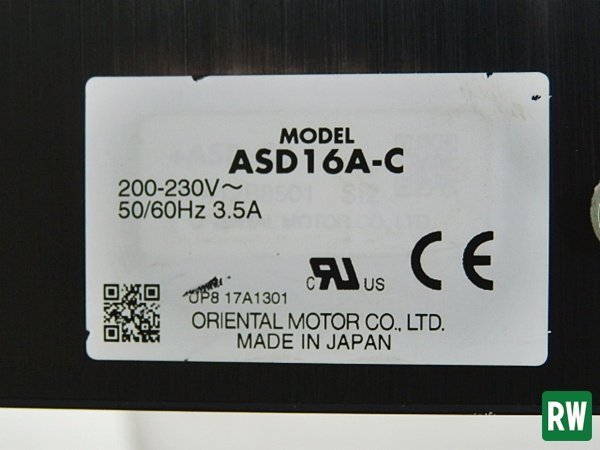 MODEL
ASD16A-C
200-230V~
50/60Hz 3.5A
C RU US CE
UP8 17A1301
ORIENTAL MOTOR CO., LTD.
MADE IN JAPAN
RW